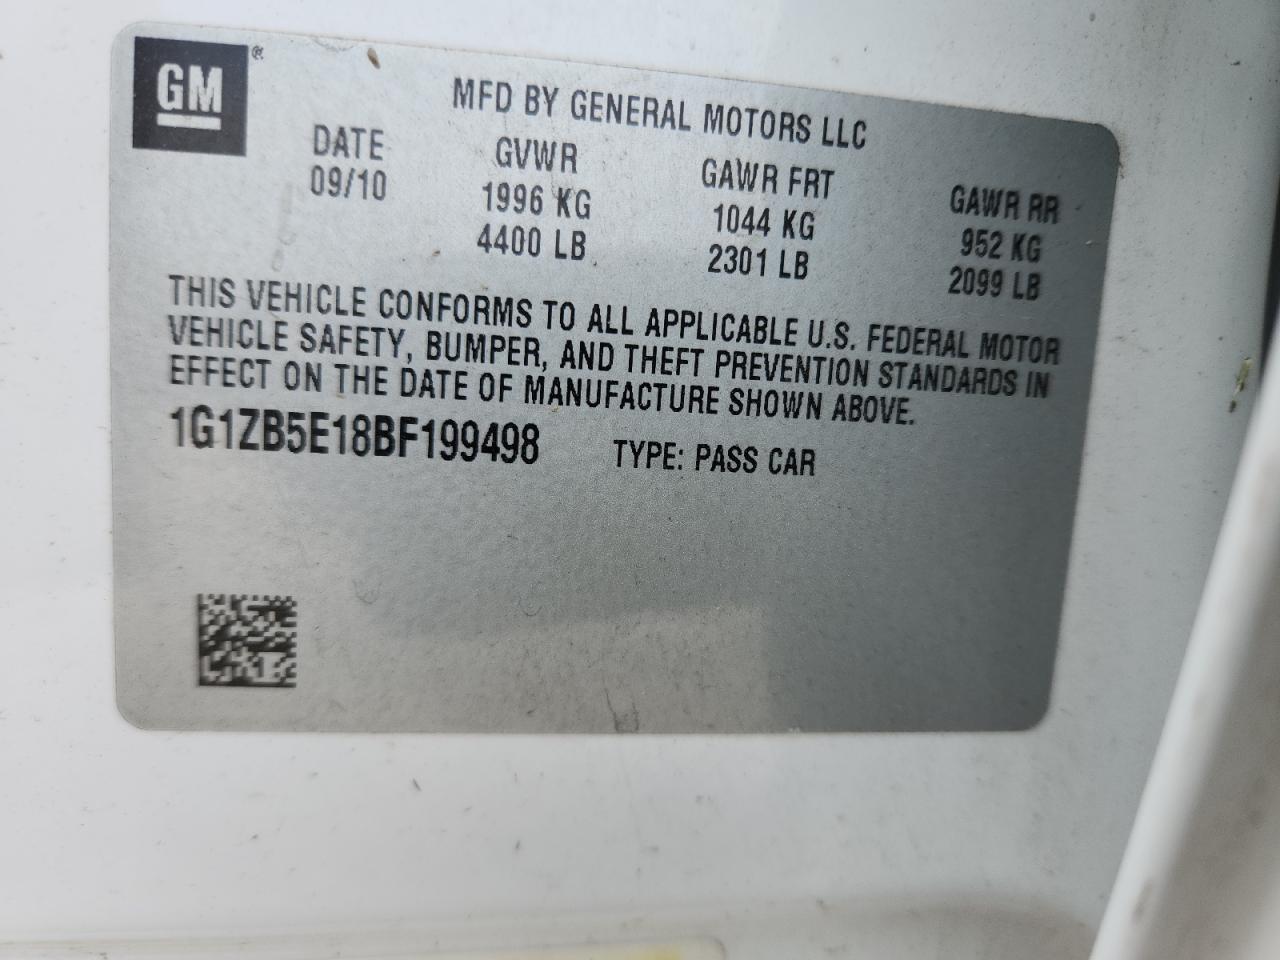 GM®
MFD BY GENERAL MOTORS LLC
DATE GVWR GAWR FRT GAWR RR
09/10 1996 KG 1044 KG 952 KG
4400 LB 2301 LB 2099 LB
THIS VEHICLE CONFORMS TO ALL APPLICABLE U.S. FEDERAL MOTOR
VEHICLE SAFETY, BUMPER, AND THEFT PREVENTION STANDARDS IN
EFFECT ON THE DATE OF MANUFACTURE SHOWN ABOVE.
1G1ZB5E18BF199498 TYPE: PASS CAR